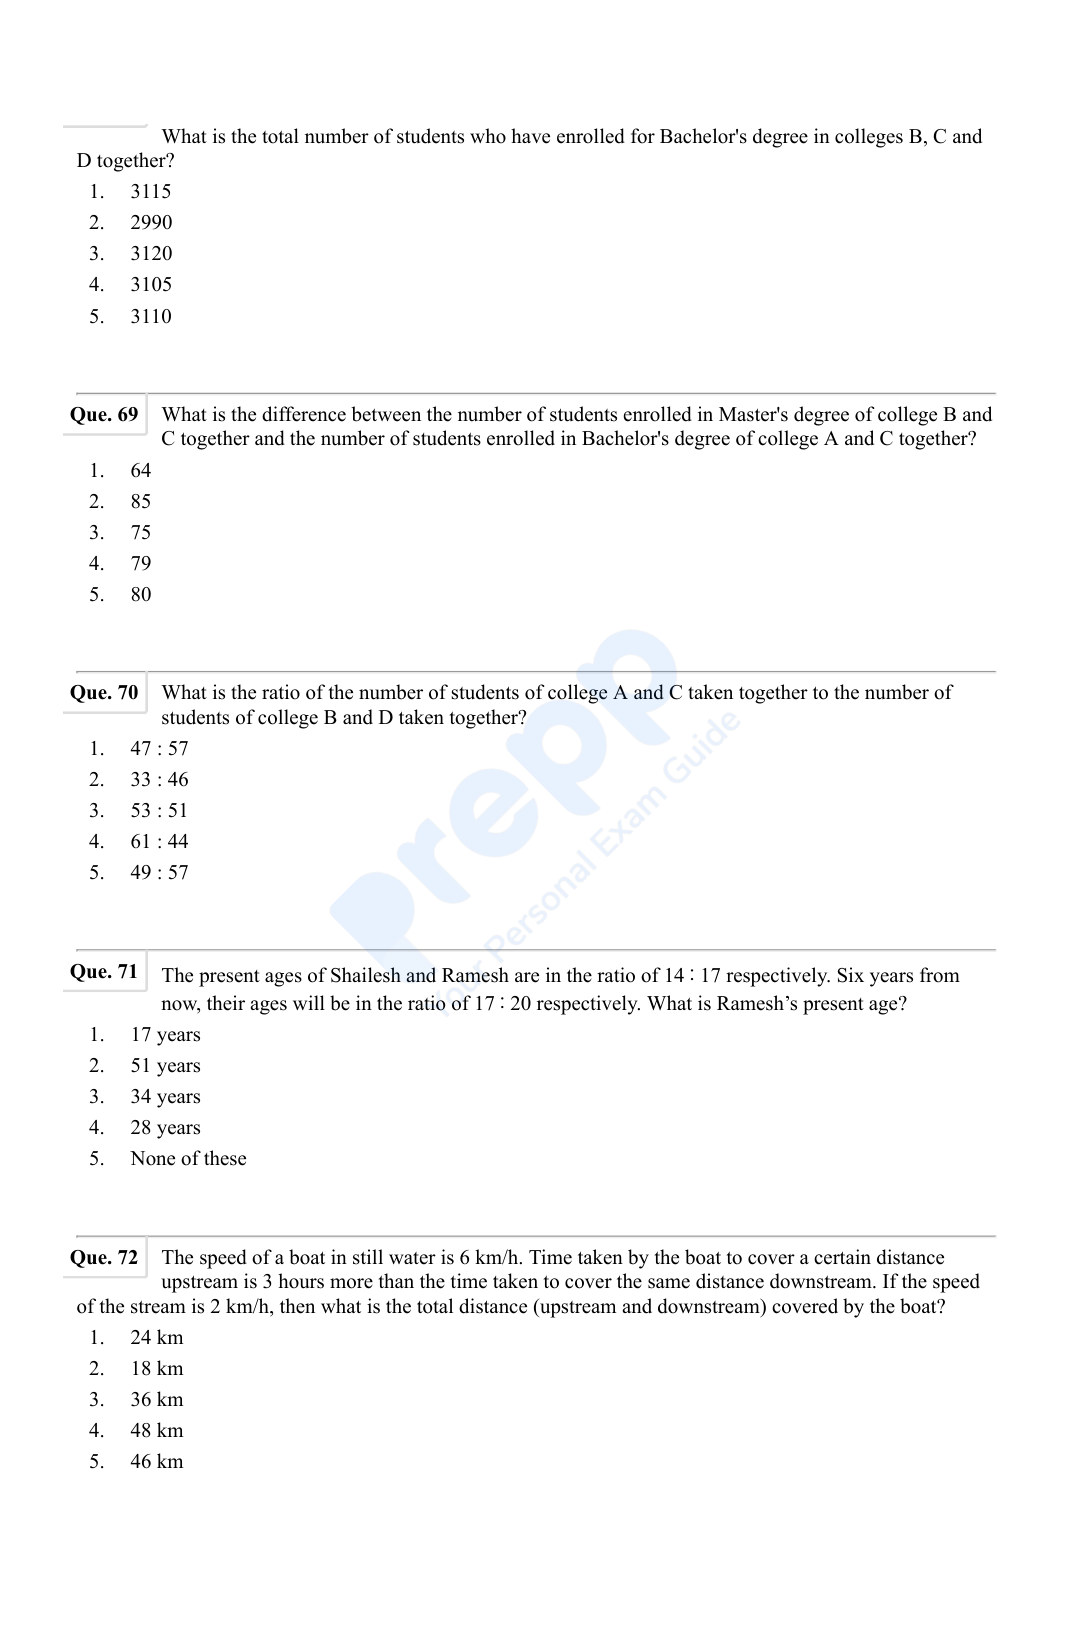 What is the total number of students who have enrolled for Bachelor's degree in colleges B, C and
D together?
1. 3115
2. 2990
3. 3120
4. 3105
5. 3110
Que. 69 What is the difference between the number of students enrolled in Master's degree of college B and
C together and the number of students enrolled in Bachelor's degree of college A and C together?
1. 64
2. 85
3. 75
4. 79
5. 80
Que. 70 What is the ratio of the number of students of college A and C taken together to the number of
students of college B and D taken together?
1. 47 : 57
2. 33 : 46
3. 53 : 51
4. 61 : 44
5. 49 : 57
Que. 71 The present ages of Shailesh and Ramesh are in the ratio of 14 : 17 respectively. Six years from
now, their ages will be in the ratio of 17 : 20 respectively. What is Ramesh’s present age?
1. 17 years
2. 51 years
3. 34 years
4. 28 years
5. None of these
Que. 72 The speed of a boat in still water is 6 km/h. Time taken by the boat to cover a certain distance
upstream is 3 hours more than the time taken to cover the same distance downstream. If the speed
of the stream is 2 km/h, then what is the total distance (upstream and downstream) covered by the boat?
1. 24 km
2. 18 km
3. 36 km
4. 48 km
5. 46 km
prepp
Your Personal Exam Guide